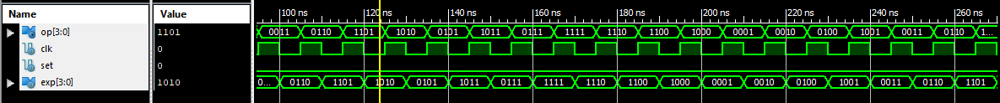 Name Value 100 ns 120 ns 140 ns 160 ns 180 ns 200 ns 220 ns 240 ns 260 ns
op[3:0] 1101 0011 0110 1101 1010 0101 1011 0111 1111 1110 1100 1000 0001 0010 0100 1001 0011 0110 1...
clk 0
set 0
exp[3:0] 1010 0... 0110 1101 1010 0101 1011 0111 1111 1110 1100 1000 0001 0010 0100 1001 0011 0110 1101